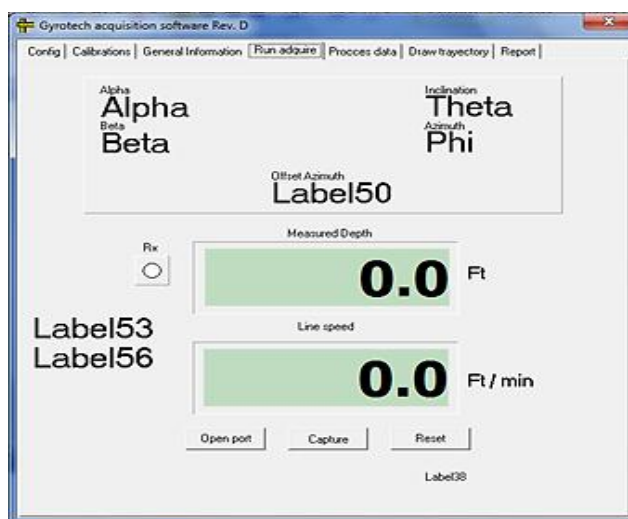 Gyrotech acquisition software Rev. D
Config Calibrations General Information Run adquire Procces data Draw trayectory Report
Alpha Inclination
Alpha Theta
Beta Azimuth
Beta Phi
Offset Azimuth
Label50
Measured Depth
Rx
0.0 Ft
Label53
Line speed
Label56
0.0 Ft / min
Open port Capture Reset
Label38